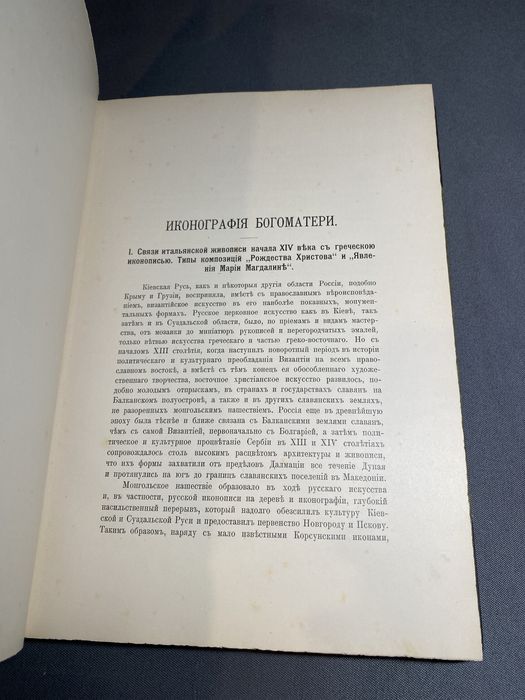 ИКОНОГРАФІЯ БОГОМАТЕРИ.
I. Связи итальянской живописи начала XIV вѣка съ греческою
иконописью. Типы композицій „Рождества Христова“ и „Явле-
нія Маріи Магдалинѣ“.
Кіевская Русь, какъ и нѣкоторыя другія области Россіи, подобно
Крыму и Грузіи, восприняла, вмѣстѣ съ православнымъ вѣроисповѣда-
ніемъ, византійское искусство въ его наиболѣе показныхъ, монумен-
тальныхъ формахъ. Русское церковное искусство какъ въ Кіевѣ, такъ
затѣмъ и въ Суздальской области, было, по пріемамъ и видамъ мастер-
ства, отъ мозаики до миніатюръ рукописей и перегородчатыхъ эмалей,
только вѣтвью искусства греческаго и частью греко-восточнаго. Но съ
началомъ XIII столѣтія, когда наступилъ поворотный періодъ въ исторіи
политическаго и культурнаго преобладанія Византіи на всемъ право-
славномъ востокѣ, а вмѣстѣ съ тѣмъ конецъ ея обособленнаго художе-
ственнаго творчества, восточное христіанское искусство развилось, по-
добно молодымъ отпрыскамъ, въ странахъ и государствахъ славянъ на
Балканскомъ полуостровѣ, а также и въ другихъ славянскихъ земляхъ,
не разоренныхъ монгольскимъ нашествіемъ. Россія еще въ древнѣйшую
эпоху была тѣснѣе и ближе связана съ Балканскими землями славянъ,
чѣмъ съ самой Византіей, первоначально съ Болгаріей, а затѣмъ поли-
тическое и культурное процвѣтаніе Сербіи въ XIII и XIV столѣтіяхъ
сопровождалось столь высокимъ расцвѣтомъ архитектуры и живописи,
что ихъ формы захватили отъ предѣловъ Далмаціи все теченіе Дуная
и протянулись на югъ до границъ славянскихъ поселеній въ Македоніи.
Монгольское нашествіе образовало въ ходѣ русскаго искусства
и, въ частности, русской иконописи на деревѣ и иконографіи, глубокій
насильственный перерывъ, который надолго обезсилилъ культуру Кіев-
ской и Суздальской Руси и предоставилъ первенство Новгороду и Пскову.
Такимъ образомъ, наряду съ мало извѣстными Корсунскими иконами,